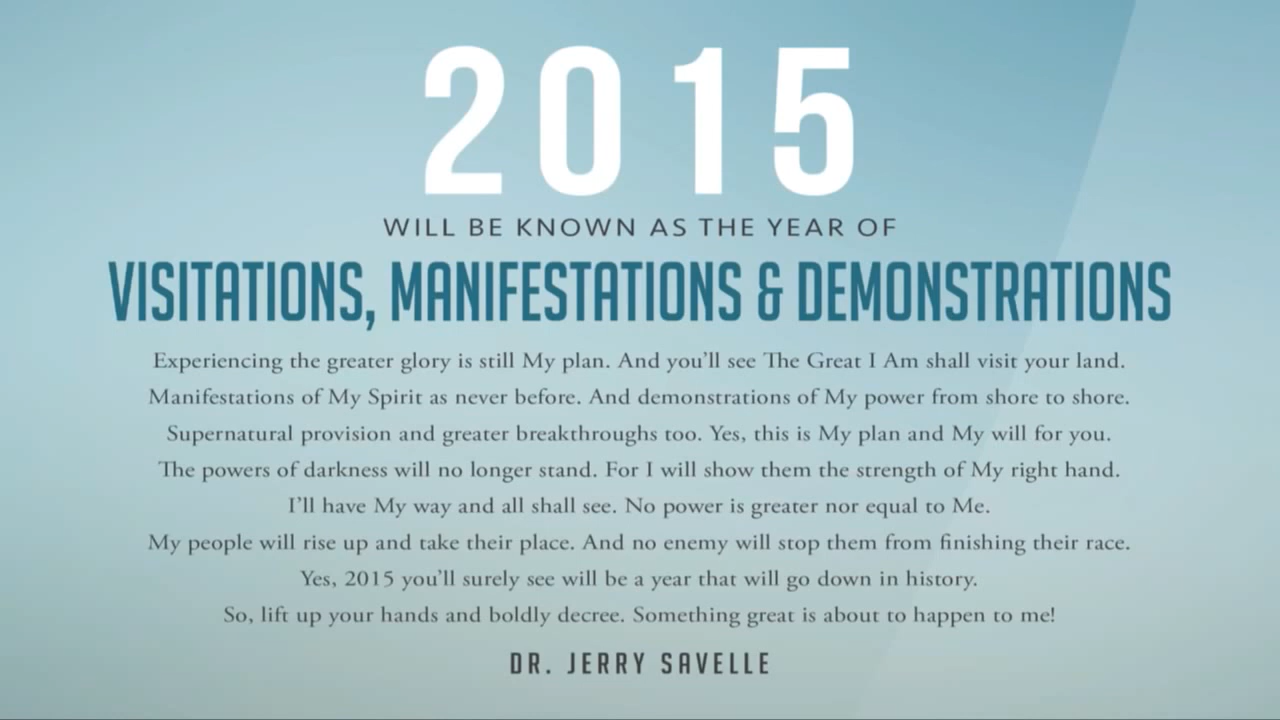 2015
WILL BE KNOWN AS THE YEAR OF
VISITATIONS, MANIFESTATIONS & DEMONSTRATIONS
Experiencing the greater glory is still My plan. And you’ll see The Great I Am shall visit your land.
Manifestations of My Spirit as never before. And demonstrations of My power from shore to shore.
Supernatural provision and greater breakthroughs too. Yes, this is My plan and My will for you.
The powers of darkness will no longer stand. For I will show them the strength of My right hand.
I’ll have My way and all shall see. No power is greater nor equal to Me.
My people will rise up and take their place. And no enemy will stop them from finishing their race.
Yes, 2015 you’ll surely see will be a year that will go down in history.
So, lift up your hands and boldly decree. Something great is about to happen to me!
DR. JERRY SAVELLE